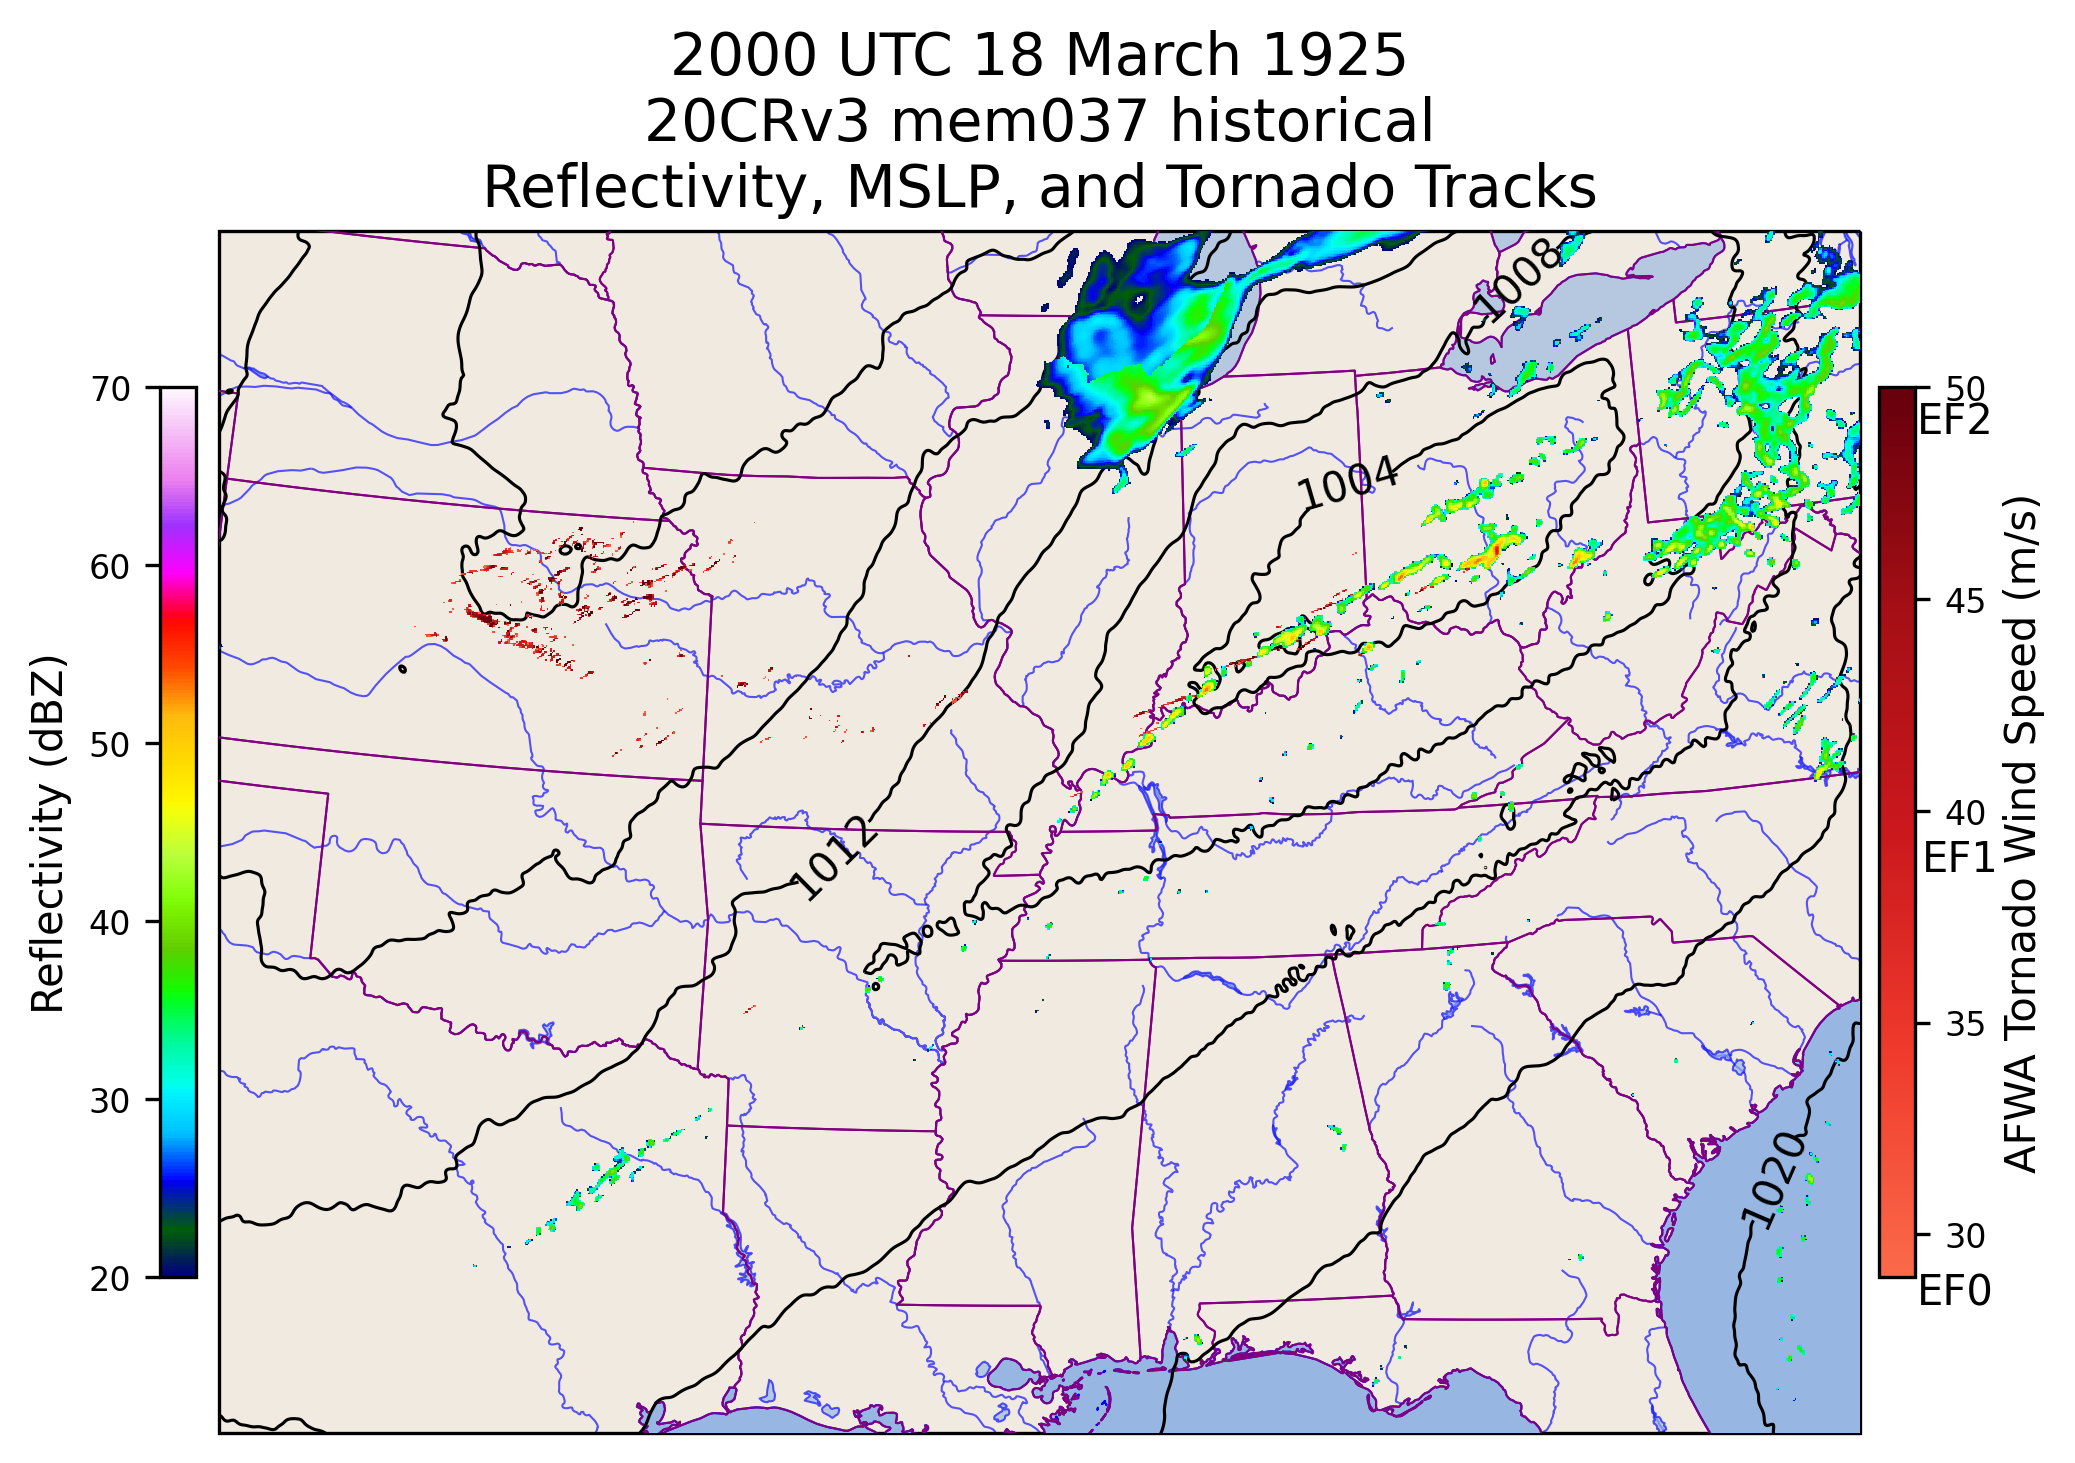 2000 UTC 18 March 1925
20CRv3 mem037 historical
Reflectivity, MSLP, and Tornado Tracks
1008
1004
1012
1020
Reflectivity (dBZ)
70
60
50
40
30
20
50
EF2
45
40
EF1
35
30
EF0
AFWA Tornado Wind Speed (m/s)